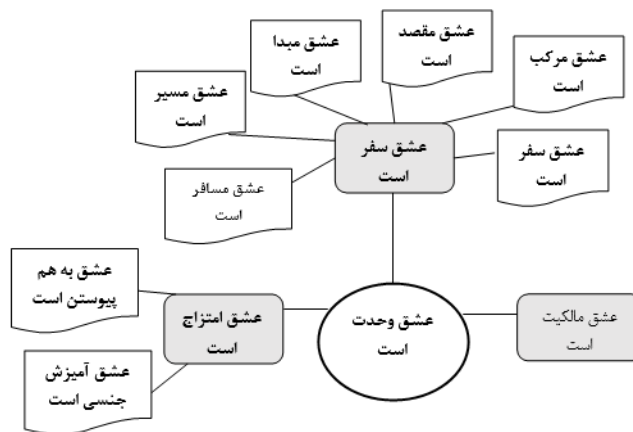 عشق مبدا
است
عشق مقصد
است
عشق مرکب
است
عشق مسیر
است
عشق سفر
است
عشق سفر
است
عشق مسافر
است
عشق به هم
پیوستن است
عشق امتزاج
است
عشق وحدت
است
عشق مالکیت
است
عشق آمیزش
جنسی است